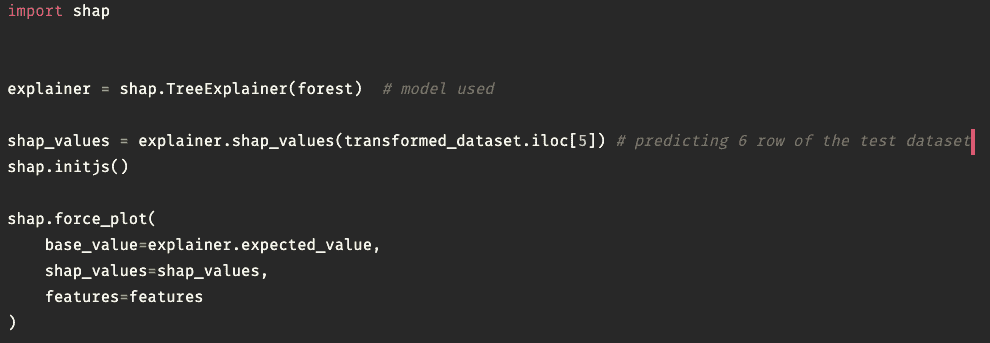 import shap
explainer = shap.TreeExplainer(forest)  # model used
shap_values = explainer.shap_values(transformed_dataset.iloc[5]) # predicting 6 row of the test dataset
shap.initjs()
shap.force_plot(
    base_value=explainer.expected_value,
    shap_values=shap_values,
    features=features
)